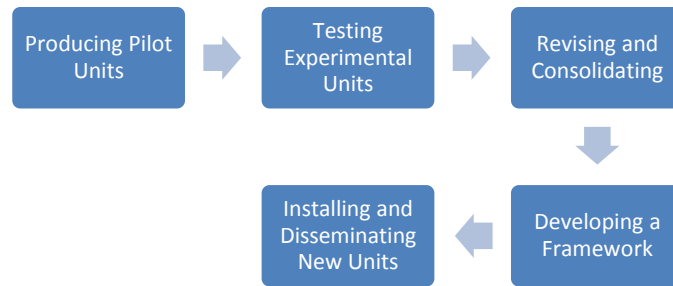 Producing Pilot
Units
Testing
Experimental
Units
Revising and
Consolidating
Developing a
Framework
Installing and
Disseminating
New Units